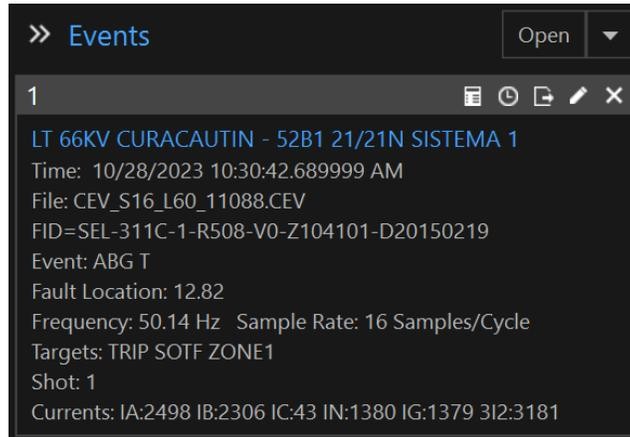 Events
Open
1
LT 66KV CURACAUTIN - 52B1 21/21N SISTEMA 1
Time: 10/28/2023 10:30:42.689999 AM
File: CEV_S16_L60_11088.CEV
FID=SEL-311C-1-R508-V0-Z104101-D20150219
Event: ABG T
Fault Location: 12.82
Frequency: 50.14 Hz Sample Rate: 16 Samples/Cycle
Targets: TRIP SOTF ZONE1
Shot: 1
Currents: IA:2498 IB:2306 IC:43 IN:1380 IG:1379 3I2:3181